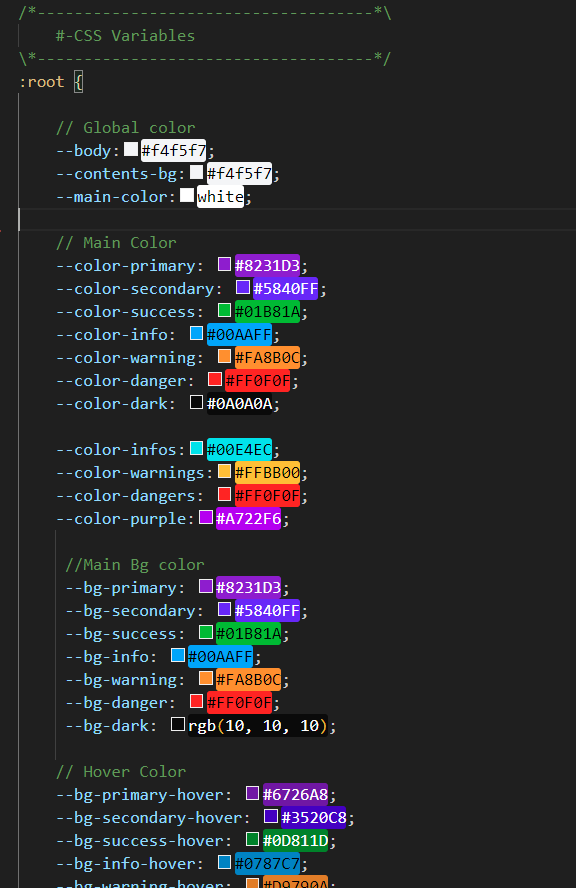 /*------------------------------------*\
#-CSS Variables
\*------------------------------------*/
:root {
// Global color
--body: #f4f5f7;
--contents-bg: #f4f5f7;
--main-color: white;
// Main Color
--color-primary: #8231D3;
--color-secondary: #5840FF;
--color-success: #01B81A;
--color-info: #00AAFF;
--color-warning: #FA8B0C;
--color-danger: #FF0F0F;
--color-dark: #0A0A0A;
--color-infos: #00E4EC;
--color-warnings: #FFBB00;
--color-dangers: #FF0F0F;
--color-purple: #A722F6;
//Main Bg color
--bg-primary: #8231D3;
--bg-secondary: #5840FF;
--bg-success: #01B81A;
--bg-info: #00AAFF;
--bg-warning: #FA8B0C;
--bg-danger: #FF0F0F;
--bg-dark: rgb(10, 10, 10);
// Hover Color
--bg-primary-hover: #6726A8;
--bg-secondary-hover: #3520C8;
--bg-success-hover: #0D811D;
--bg-info-hover: #0787C7;
--bg-warning-hover: #D9790A;